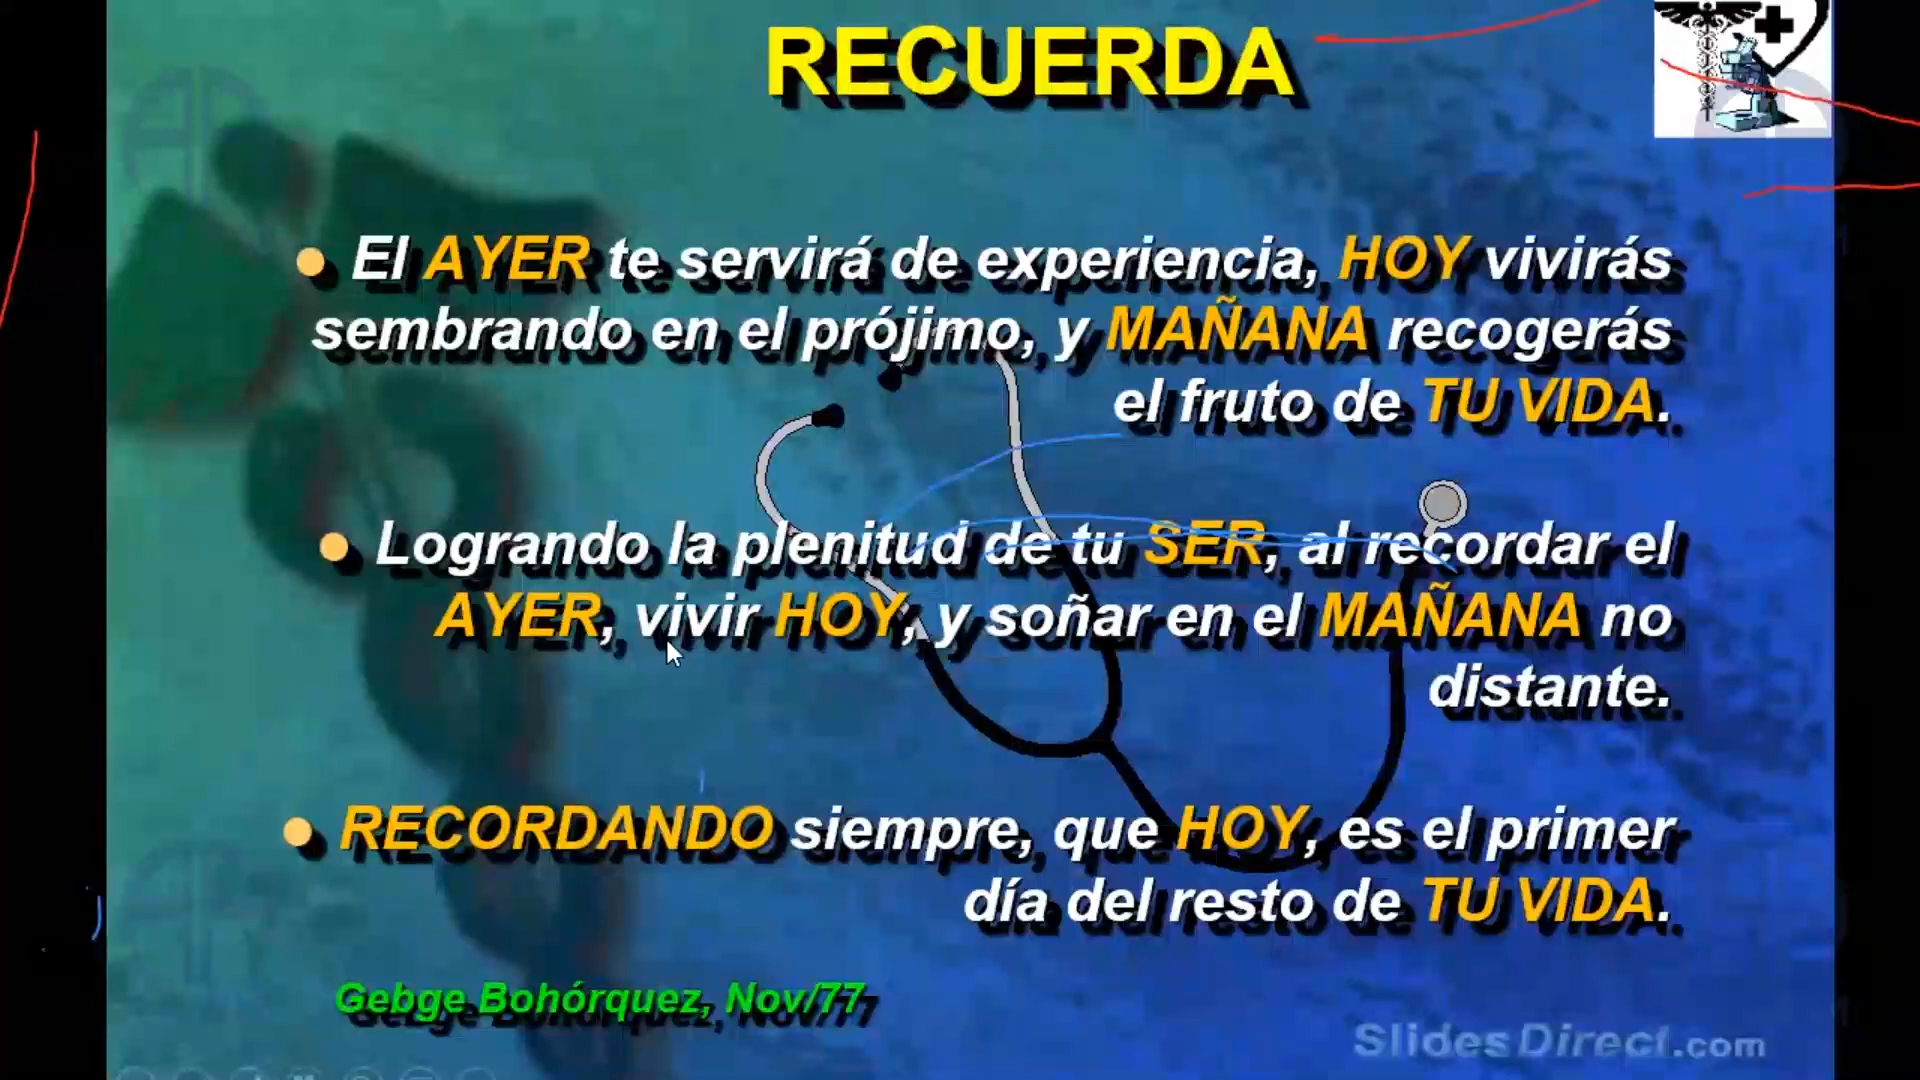 RECUERDA
El AYER te servirá de experiencia, HOY vivirás
sembrando en el prójimo, y MAÑANA recogerás
el fruto de TU VIDA.
Logrando la plenitud de tu SER, al recordar el
AYER, vivir HOY, y soñar en el MAÑANA no
distante.
RECORDANDO siempre, que HOY, es el primer
día del resto de TU VIDA.
Gebge Bohórquez, Nov/77
SlidesDirect.com